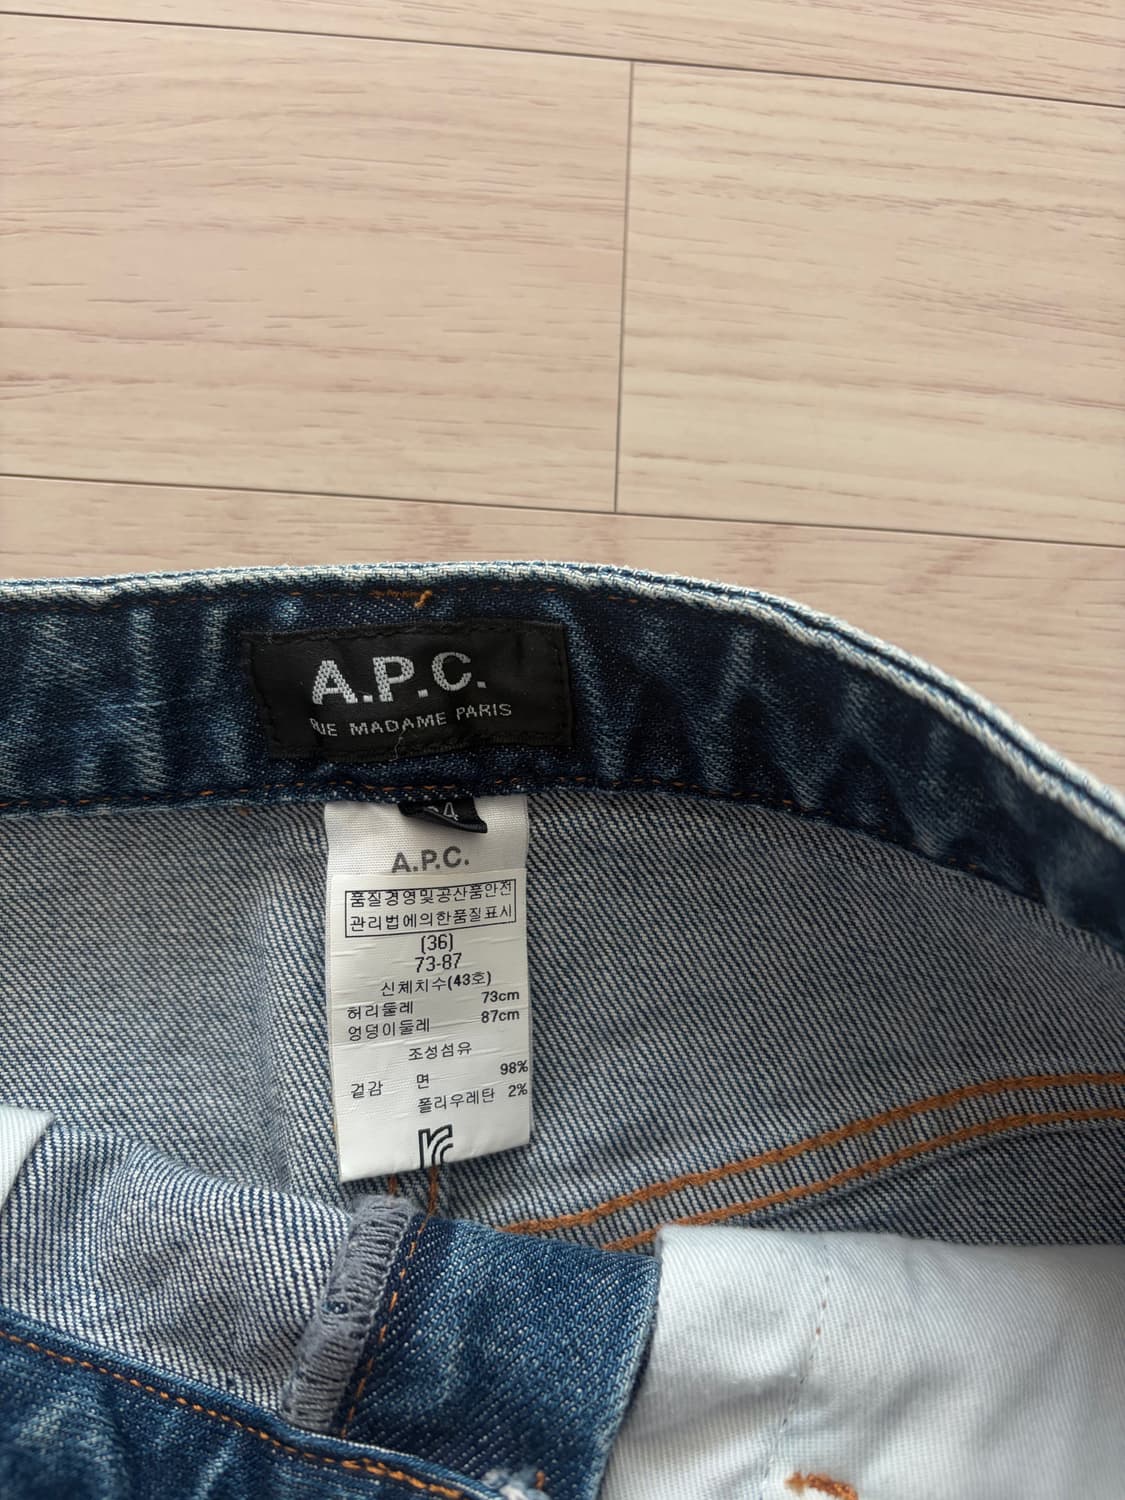 A.P.C.
RUE MADAME PARIS
A.P.C.
품질경영및공산품안전
관리법에의한품질표시
(36)
73-87
신체치수(43호)
허리둘레 73cm
엉덩이둘레 87cm
조성섬유
겉감 면 98%
폴리우레탄 2%